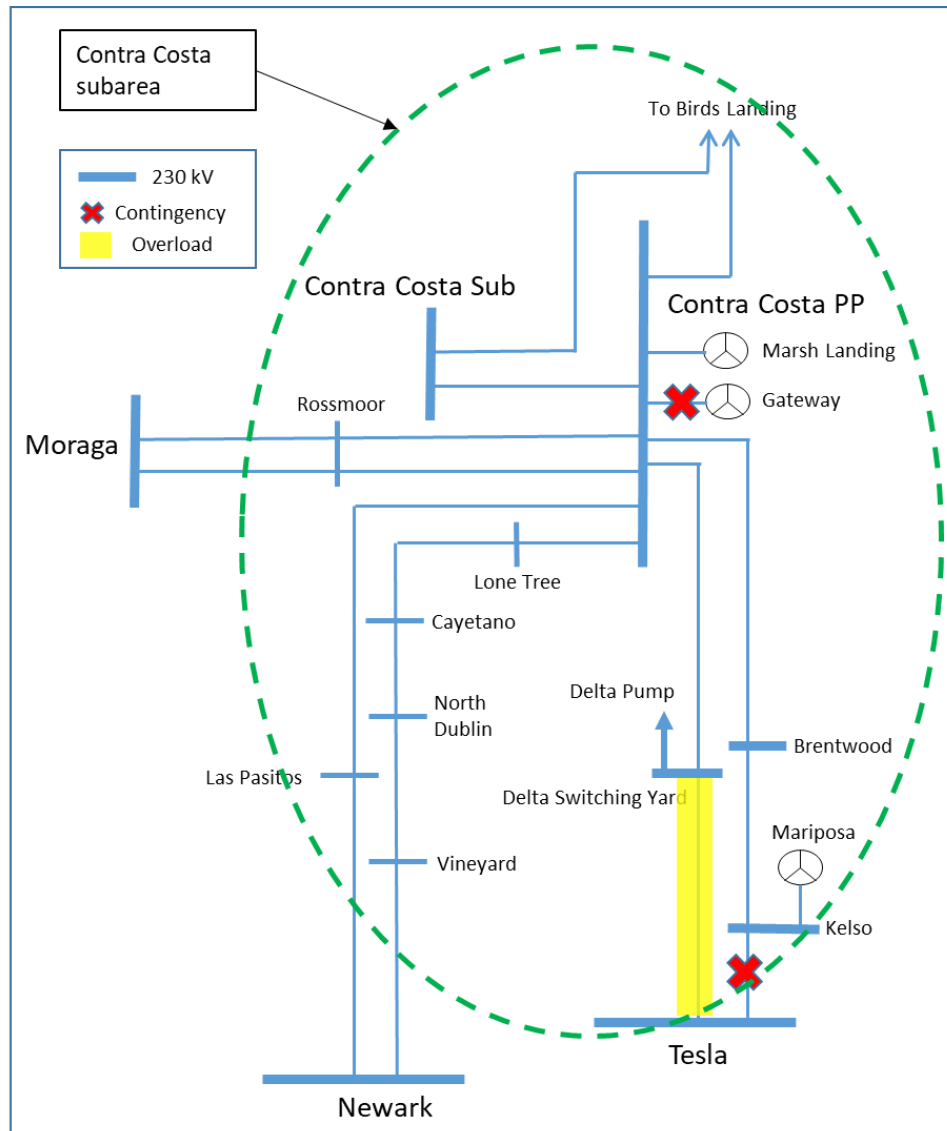 Contra Costa
subarea
To Birds Landing
230 kV
Contingency
Overload
Contra Costa Sub
Contra Costa PP
Marsh Landing
Rossmoor
Gateway
Moraga
Lone Tree
Cayetano
Delta Pump
North
Dublin
Brentwood
Las Pasitos
Delta Switching Yard
Mariposa
Vineyard
Kelso
Tesla
Newark